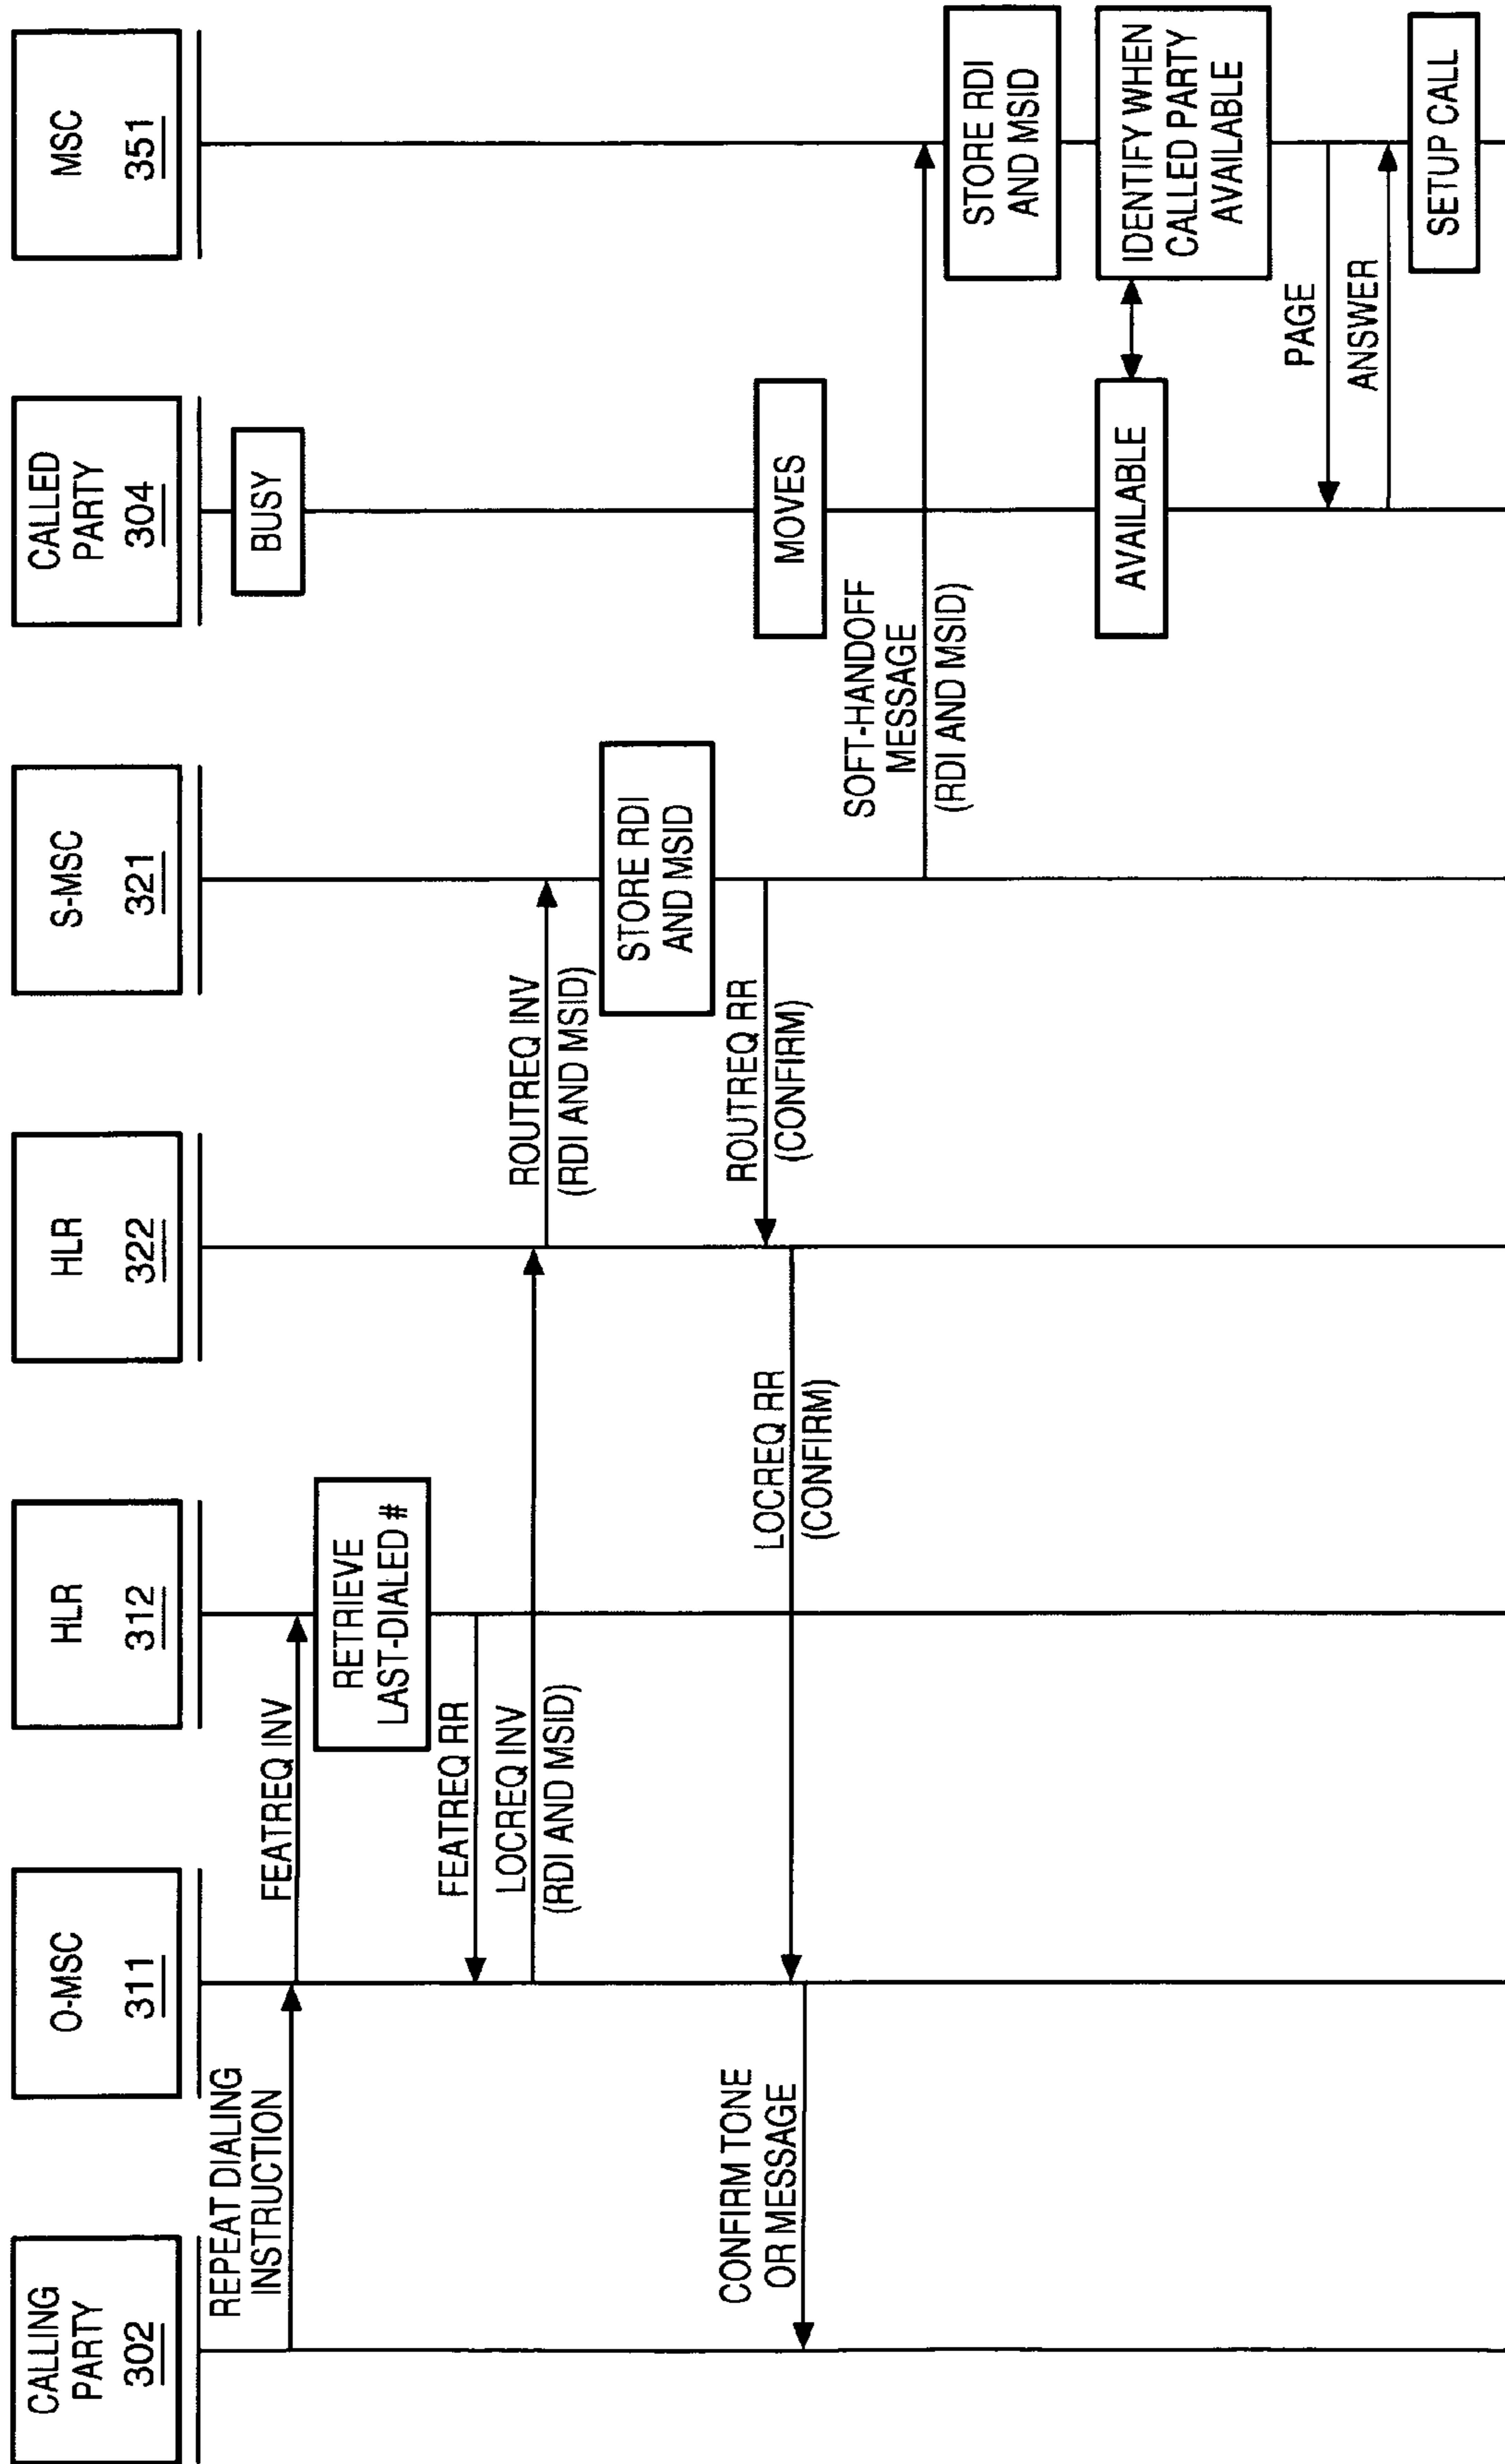 CALLING
PARTY
302
O-MSC
311
HLR
312
HLR
322
S-MSC
321
CALLED
PARTY
304
MSC
351
BUSY
REPEAT DIALING
INSTRUCTION
FEATREQ INV
RETRIEVE
LAST-DIALED #
FEATREQ RR
LOCREQ INV
(RDI AND MSID)
ROUTREQ INV
(RDI AND MSID)
STORE RDI
AND MSID
ROUTREQ RR
(CONFIRM)
LOCREQ RR
(CONFIRM)
CONFIRM TONE
OR MESSAGE
MOVES
SOFT-HANDOFF
MESSAGE
(RDI AND MSID)
STORE RDI
AND MSID
AVAILABLE
IDENTIFY WHEN
CALLED PARTY
AVAILABLE
PAGE
ANSWER
SETUP CALL